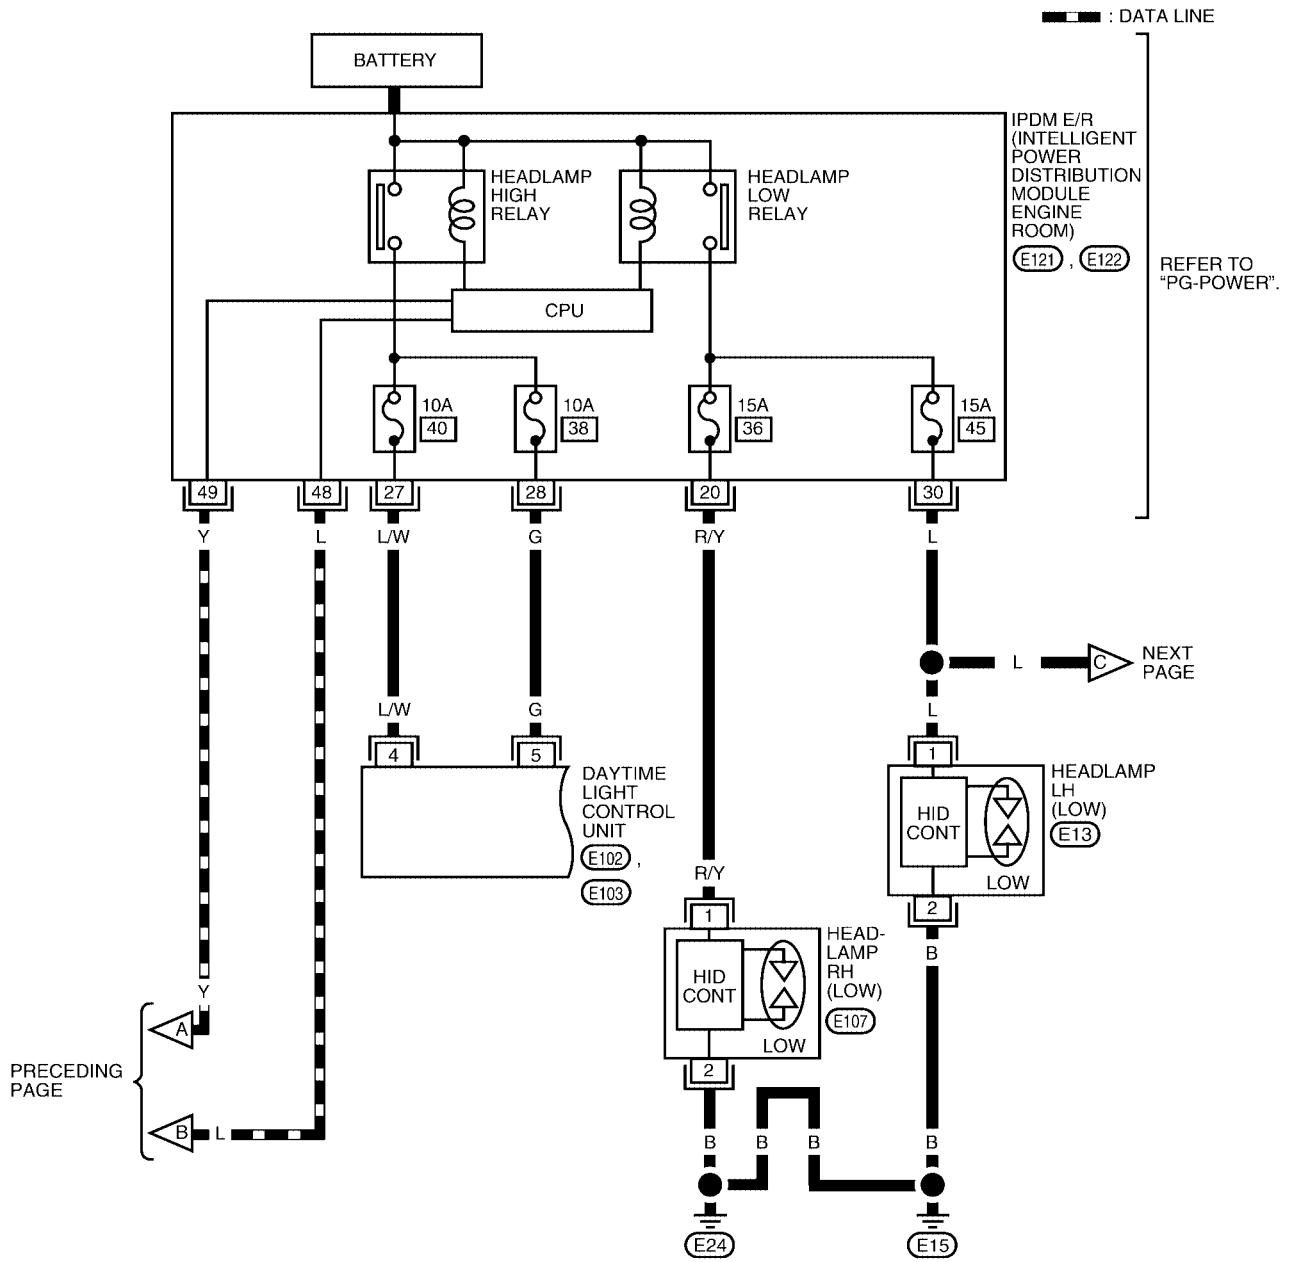 : DATA LINE
BATTERY
IPDM E/R
(INTELLIGENT
POWER
DISTRIBUTION
MODULE
ENGINE
ROOM)
E121 , E122
REFER TO
“PG-POWER”.
HEADLAMP
HIGH
RELAY
HEADLAMP
LOW
RELAY
CPU
10A
40
10A
38
15A
36
15A
45
49
48
27
28
20
30
Y
L
L/W
G
R/Y
L
L
C
NEXT
PAGE
L/W
G
L
4
5
1
DAYTIME
LIGHT
CONTROL
UNIT
E102 ,
E103
HID
CONT
LOW
HEADLAMP
LH
(LOW)
E13
2
R/Y
1
HID
CONT
LOW
HEAD-
LAMP
RH
(LOW)
E107
2
B
Y
A
PRECEDING
PAGE
B
L
B
B
B
B
E24
E15